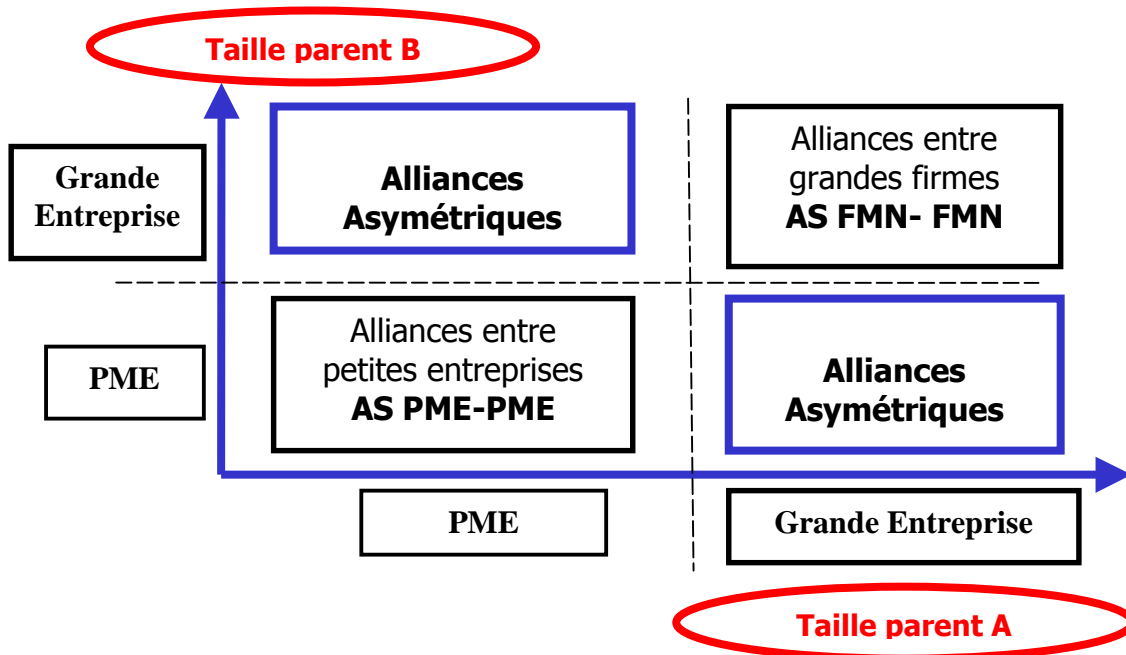 Taille parent B
Grande
Entreprise
Alliances
Asymétriques
Alliances entre
grandes firmes
AS FMN- FMN
PME
Alliances entre
petites entreprises
AS PME-PME
Alliances
Asymétriques
PME
Grande Entreprise
Taille parent A